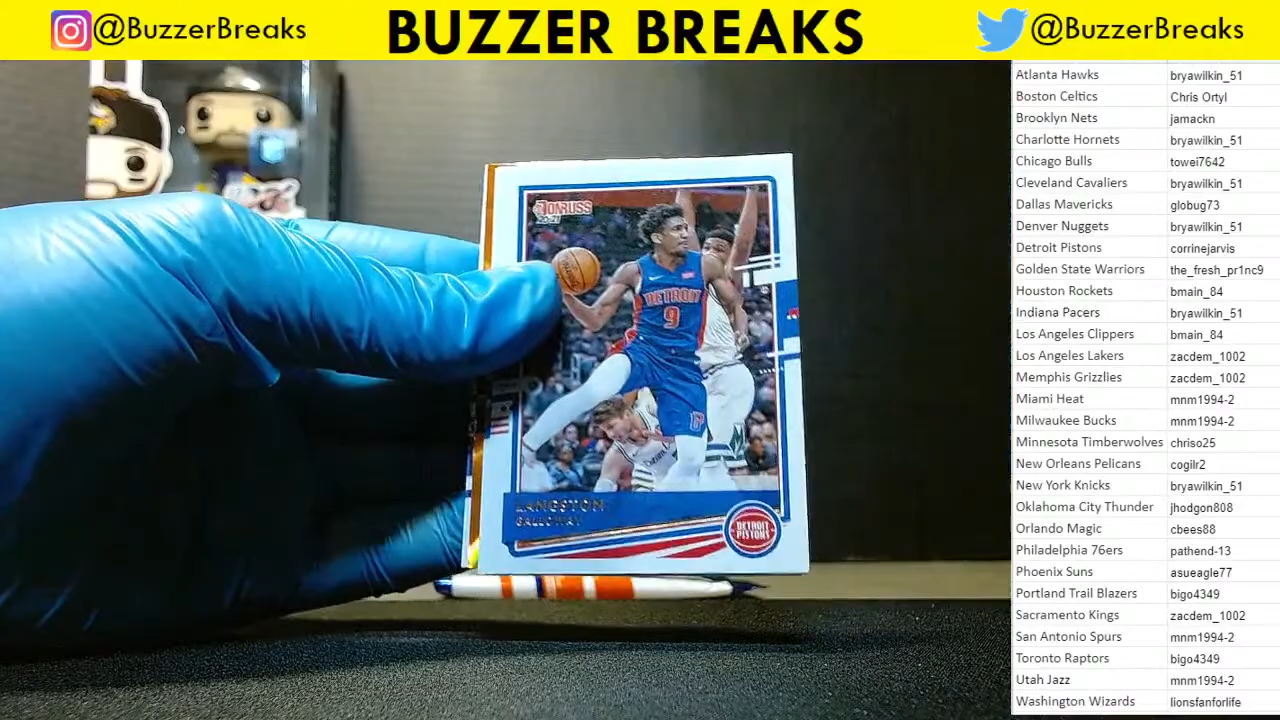 @BuzzerBreaks
BUZZER BREAKS
@BuzzerBreaks
DONRUSS
20-21
DETROIT
9
LANGSTON
GALLOWAY
DETROIT
PISTONS
Atlanta Hawks bryawilkin_51
Boston Celtics Chris Ortyl
Brooklyn Nets jamackn
Charlotte Hornets bryawilkin_51
Chicago Bulls towei7642
Cleveland Cavaliers bryawilkin_51
Dallas Mavericks globug73
Denver Nuggets bryawilkin_51
Detroit Pistons corrinejarvis
Golden State Warriors the_fresh_pr1nc9
Houston Rockets bmain_84
Indiana Pacers bryawilkin_51
Los Angeles Clippers bmain_84
Los Angeles Lakers zacdem_1002
Memphis Grizzlies zacdem_1002
Miami Heat mnm1994-2
Milwaukee Bucks mnm1994-2
Minnesota Timberwolves chriso25
New Orleans Pelicans cogilr2
New York Knicks bryawilkin_51
Oklahoma City Thunder jhodgon808
Orlando Magic cbees88
Philadelphia 76ers pathend-13
Phoenix Suns asueagle77
Portland Trail Blazers bigo4349
Sacramento Kings zacdem_1002
San Antonio Spurs mnm1994-2
Toronto Raptors bigo4349
Utah Jazz mnm1994-2
Washington Wizards lionsfanforlife